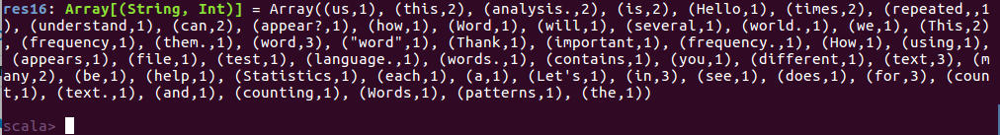 res16: Array[(String, Int)] = Array((us,1), (this,2), (analysis.,2), (is,2), (Hello,1), (times,2), (repeated,,1
), (understand,1), (can,2), (appear?,1), (how,1), (Word,1), (will,1), (several,1), (world.,1), (we,1), (This,2)
, (frequency,1), (them.,1), (word,3), ("word",1), (Thank,1), (important,1), (frequency.,1), (How,1), (using,1),
 (appears,1), (file,1), (test,1), (language.,1), (words.,1), (contains,1), (you,1), (different,1), (text,3), (m
any,2), (be,1), (help,1), (Statistics,1), (each,1), (a,1), (Let's,1), (in,3), (see,1), (does,1), (for,3), (coun
t,1), (text.,1), (and,1), (counting,1), (Words,1), (patterns,1), (the,1))
scala>